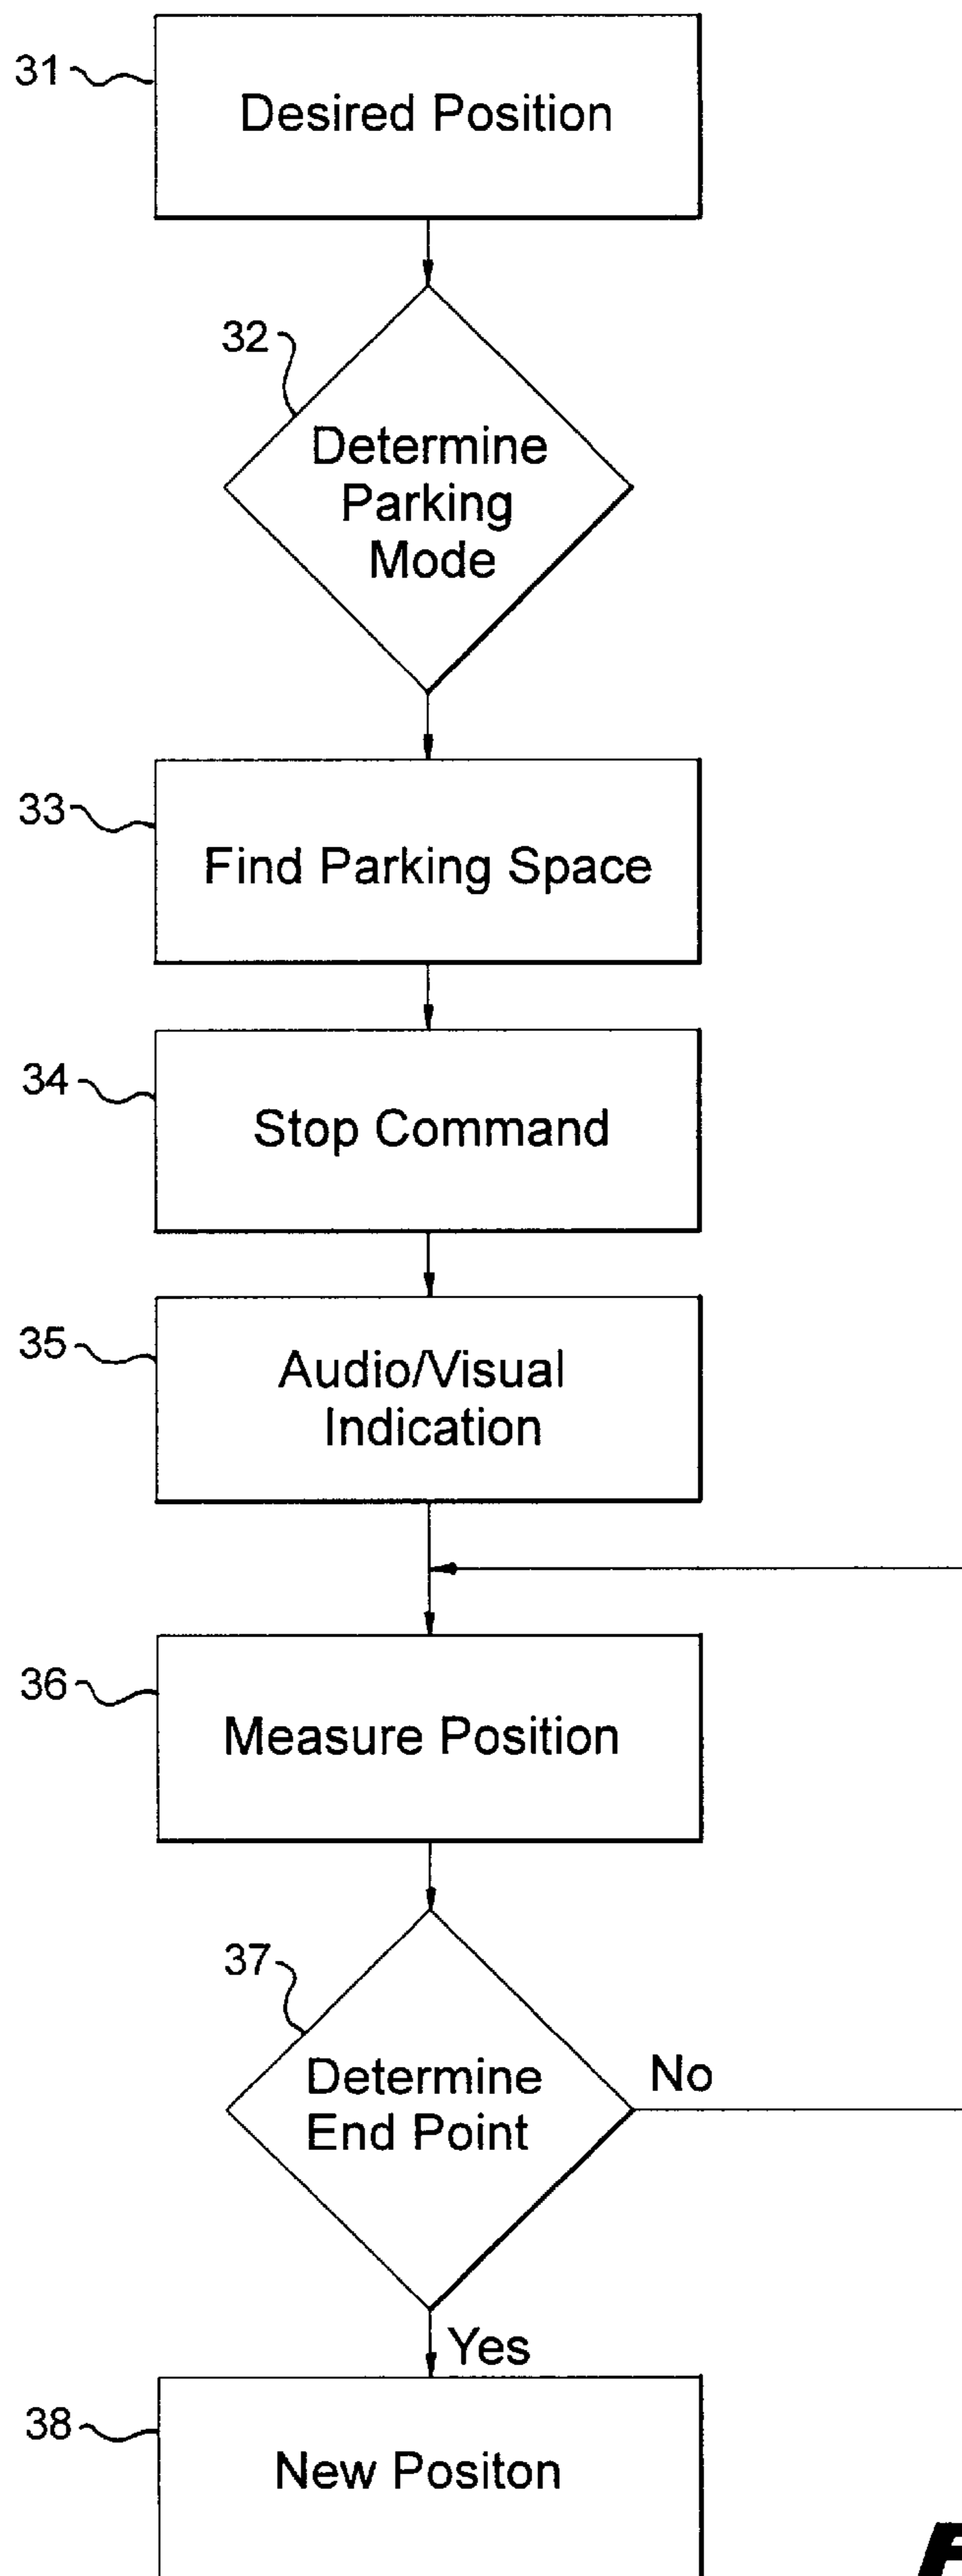 31
Desired Position
32
Determine
Parking
Mode
33
Find Parking Space
34
Stop Command
35
Audio/Visual
Indication
36
Measure Position
37
Determine
End Point
No
Yes
38
New Positon